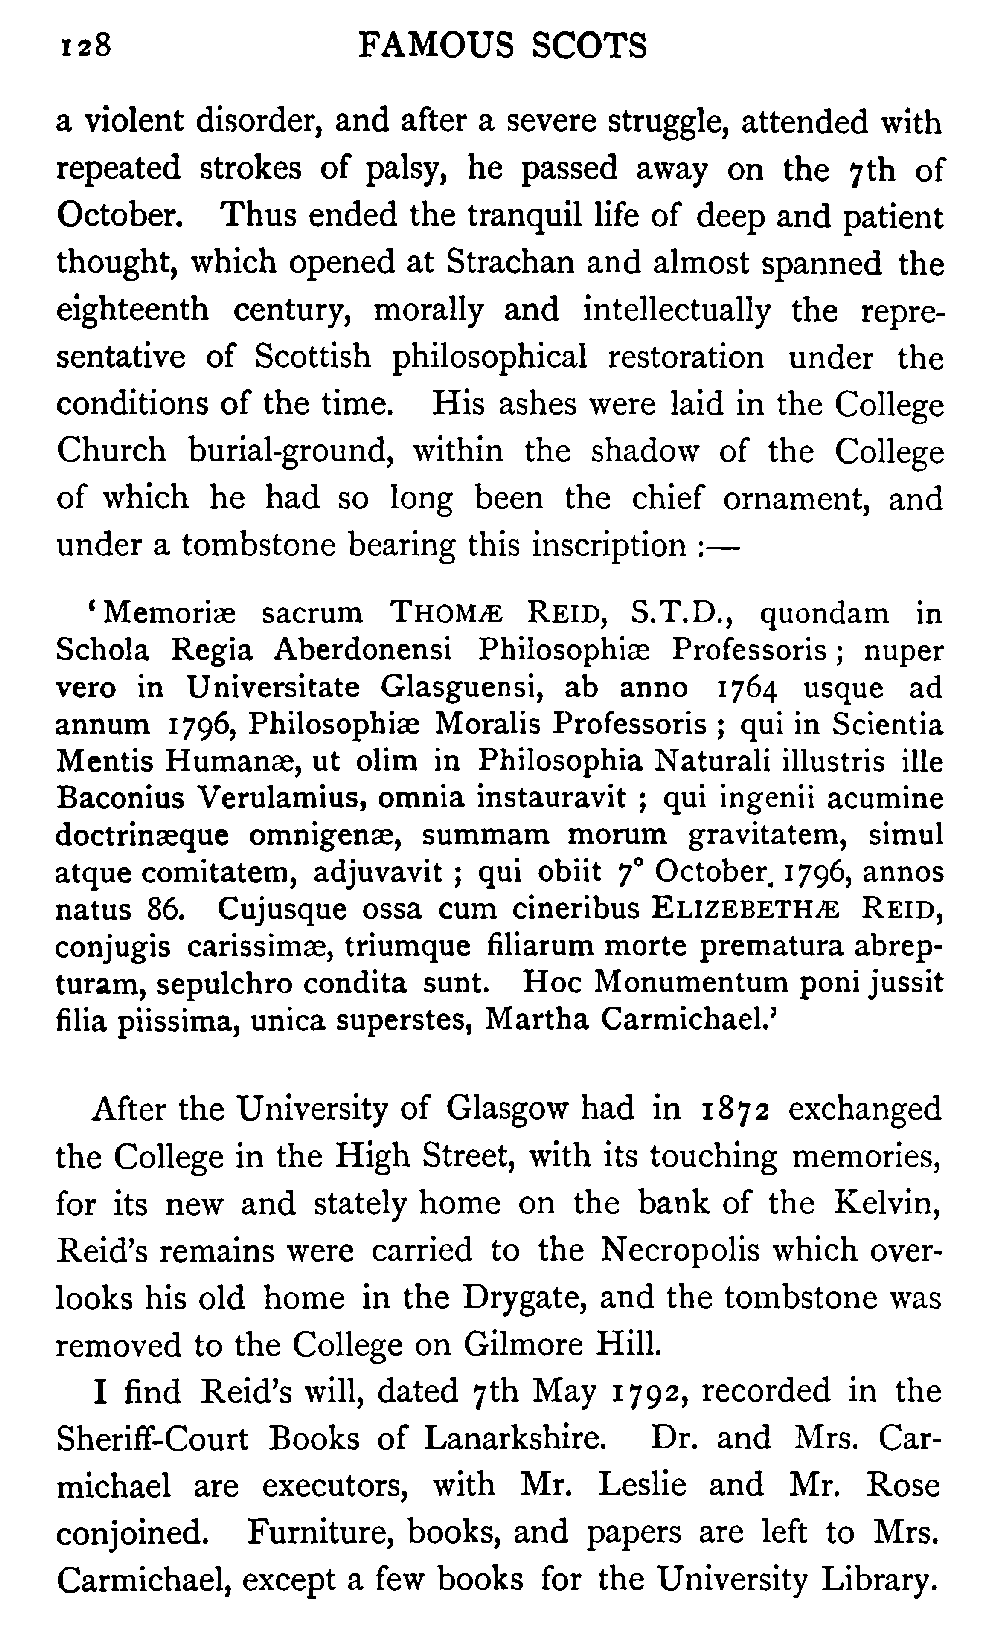 128 FAMOUS SCOTS
a violent disorder, and after a severe struggle, attended with
repeated strokes of palsy, he passed away on the 7th of
October. Thus ended the tranquil life of deep and patient
thought, which opened at Strachan and almost spanned the
eighteenth century, morally and intellectually the repre-
sentative of Scottish philosophical restoration under the
conditions of the time. His ashes were laid in the College
Church burial-ground, within the shadow of the College
of which he had so long been the chief ornament, and
under a tombstone bearing this inscription :—
‘Memoriæ sacrum THOMÆ REID, S.T.D., quondam in
Schola Regia Aberdonensi Philosophiæ Professoris ; nuper
vero in Universitate Glasguensi, ab anno 1764 usque ad
annum 1796, Philosophiæ Moralis Professoris ; qui in Scientia
Mentis Humanæ, ut olim in Philosophia Naturali illustris ille
Baconius Verulamius, omnia instauravit ; qui ingenii acumine
doctrinæque omnigenæ, summam morum gravitatem, simul
atque comitatem, adjuvavit ; qui obiit 7° October. 1796, annos
natus 86. Cujusque ossa cum cineribus ELIZEBETHÆ REID,
conjugis carissimæ, triumque filiarum morte prematura abrep-
turam, sepulchro condita sunt. Hoc Monumentum poni jussit
filia piissima, unica superstes, Martha Carmichael.’
After the University of Glasgow had in 1872 exchanged
the College in the High Street, with its touching memories,
for its new and stately home on the bank of the Kelvin,
Reid's remains were carried to the Necropolis which over-
looks his old home in the Drygate, and the tombstone was
removed to the College on Gilmore Hill.
I find Reid's will, dated 7th May 1792, recorded in the
Sheriff-Court Books of Lanarkshire. Dr. and Mrs. Car-
michael are executors, with Mr. Leslie and Mr. Rose
conjoined. Furniture, books, and papers are left to Mrs.
Carmichael, except a few books for the University Library.